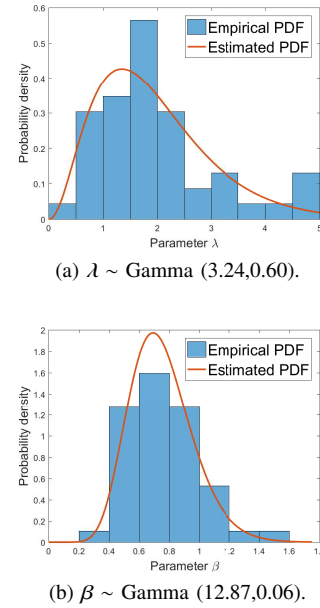 0.6
0.5
0.4
0.3
0.2
0.1
0
Probability density
Empirical PDF
Estimated PDF
0 1 2 3 4 5
Parameter λ
(a) λ ~ Gamma (3.24,0.60).
2
1.8
1.6
1.4
1.2
1
0.8
0.6
0.4
0.2
0
Probability density
Empirical PDF
Estimated PDF
0 0.2 0.4 0.6 0.8 1 1.2 1.4 1.6
Parameter β
(b) β ~ Gamma (12.87,0.06).